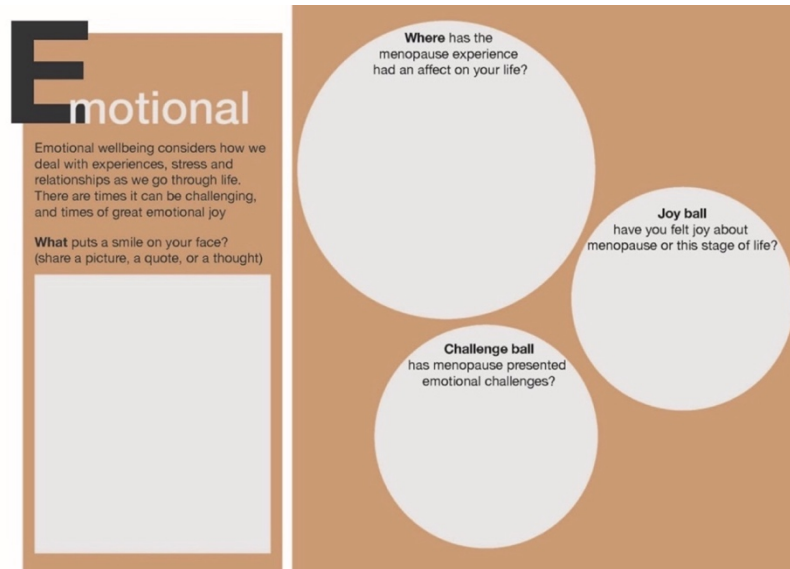 Emotional
Emotional wellbeing considers how we
deal with experiences, stress and
relationships as we go through life.
There are times it can be challenging,
and times of great emotional joy
What puts a smile on your face?
(share a picture, a quote, or a thought)
Where has the
menopause experience
had an affect on your life?
Joy ball
have you felt joy about
menopause or this stage of life?
Challenge ball
has menopause presented
emotional challenges?